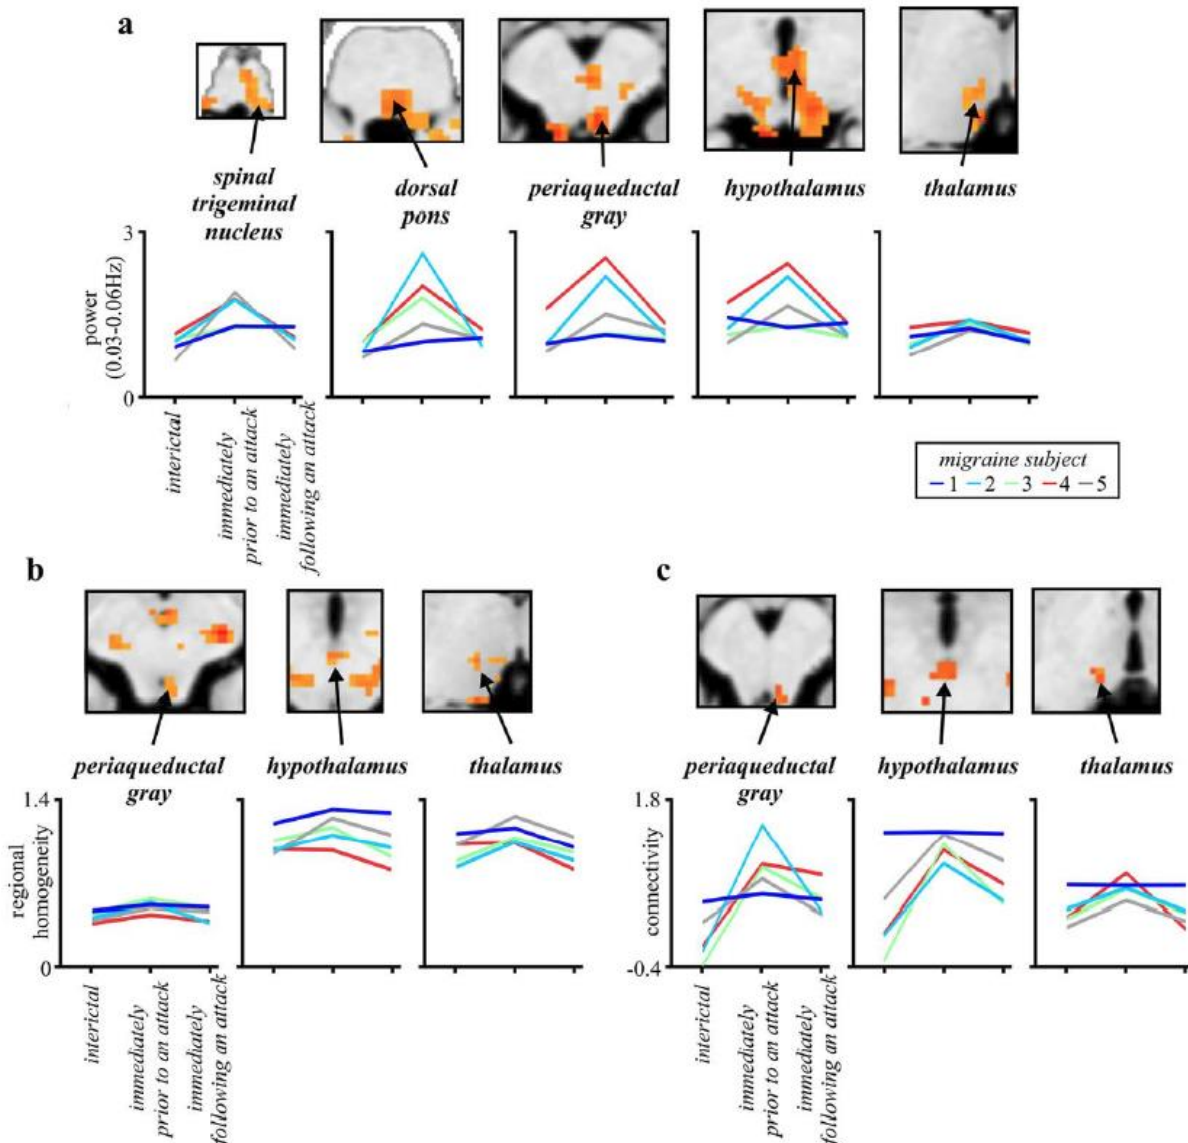 a
spinal
trigeminal
nucleus
dorsal
pons
periaqueductal
gray
hypothalamus
thalamus
3
power
(0.03-0.06Hz)
0
interictal
immediately
prior to an attack
immediately
following an attack
migraine subject
1 2 3 4 5
b
periaqueductal
gray
hypothalamus
thalamus
1.4
regional
homogeneity
0
interictal
immediately
prior to an attack
immediately
following an attack
c
periaqueductal
gray
hypothalamus
thalamus
1.8
connectivity
-0.4
interictal
immediately
prior to an attack
immediately
following an attack